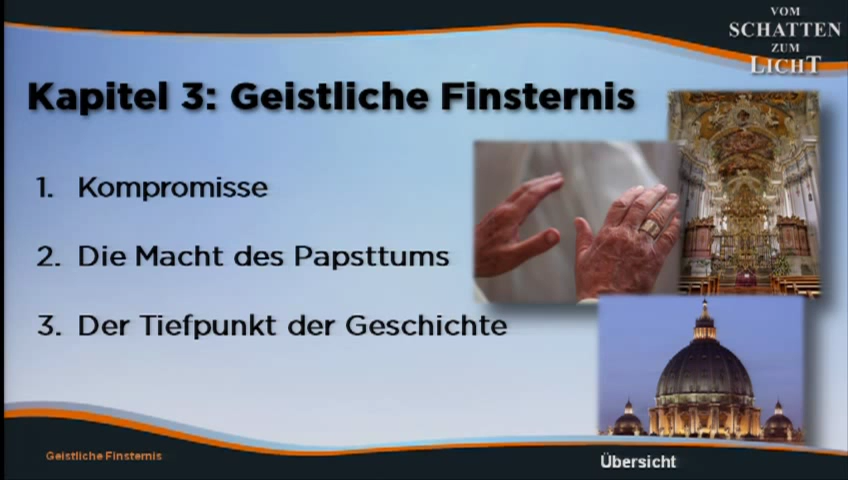 VOM
SCHATTEN
ZUM
LICHT
Kapitel 3: Geistliche Finsternis
1. Kompromisse
2. Die Macht des Papsttums
3. Der Tiefpunkt der Geschichte
Geistliche Finsternis
Übersicht